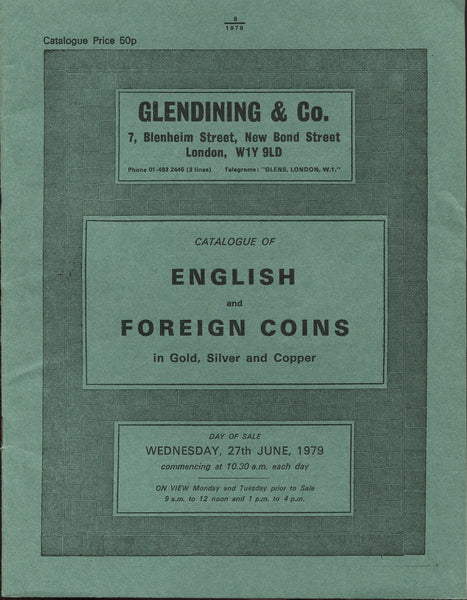 8
1979
Catalogue Price 50p
GLENDINING & Co.
7, Blenheim Street, New Bond Street
London, W1Y 9LD
Phone 01-493 2445 (3 lines) Telegrams: "GLENS. LONDON, W.1."
CATALOGUE OF
ENGLISH
and
FOREIGN COINS
in Gold, Silver and Copper
DAY OF SALE
WEDNESDAY, 27th JUNE, 1979
commencing at 10.30 a.m. each day
ON VIEW Monday and Tuesday prior to Sale
9 a.m. to 12 noon and 1 p.m. to 4 p.m.